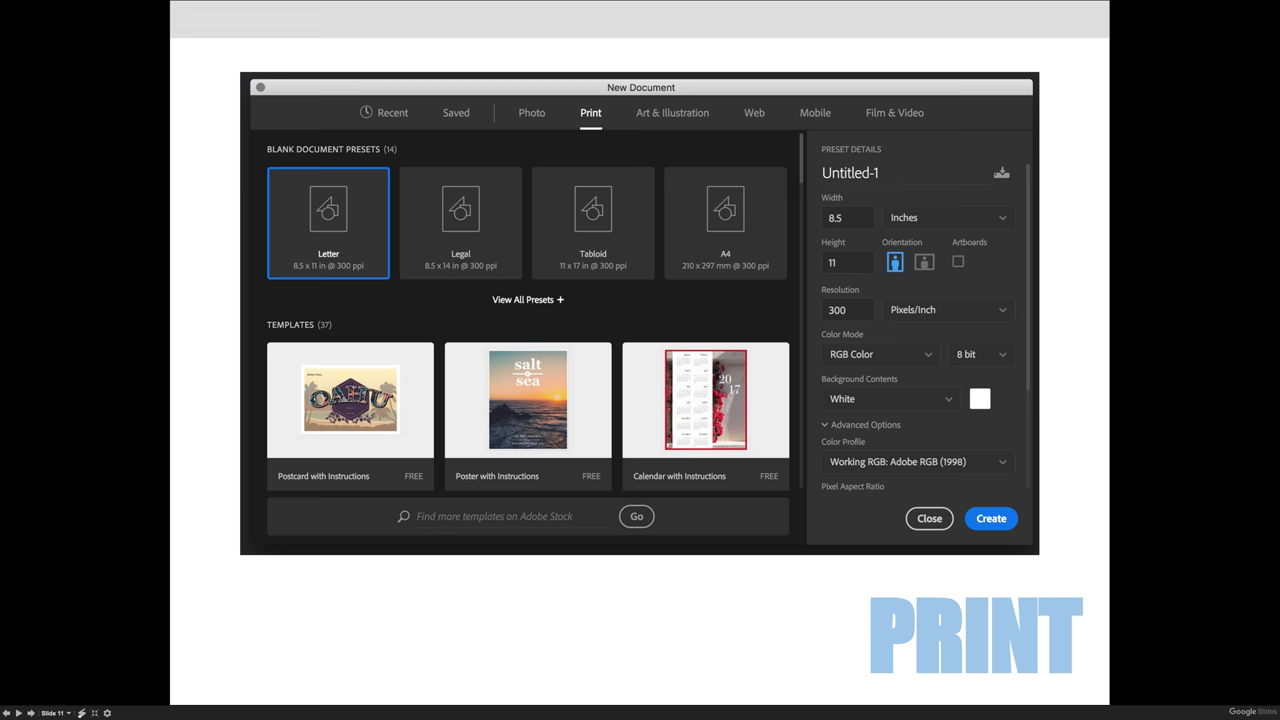 New Document
Recent Saved Photo Print Art & Illustration Web Mobile Film & Video
BLANK DOCUMENT PRESETS (14)
Letter
8.5 x 11 in @ 300 ppi
Legal
8.5 x 14 in @ 300 ppi
Tabloid
11 x 17 in @ 300 ppi
A4
210 x 297 mm @ 300 ppi
View All Presets +
TEMPLATES (37)
OAHU
Postcard with Instructions FREE
salt
&
sea
Poster with Instructions FREE
20
17
Calendar with Instructions FREE
Find more templates on Adobe Stock
Go
PRESET DETAILS
Untitled-1
Width
8.5 Inches
Height Orientation Artboards
11
Resolution
300 Pixels/Inch
Color Mode
RGB Color 8 bit
Background Contents
White
Advanced Options
Color Profile
Working RGB: Adobe RGB (1998)
Pixel Aspect Ratio
Close Create
PRINT
Slide 11
Google Slides